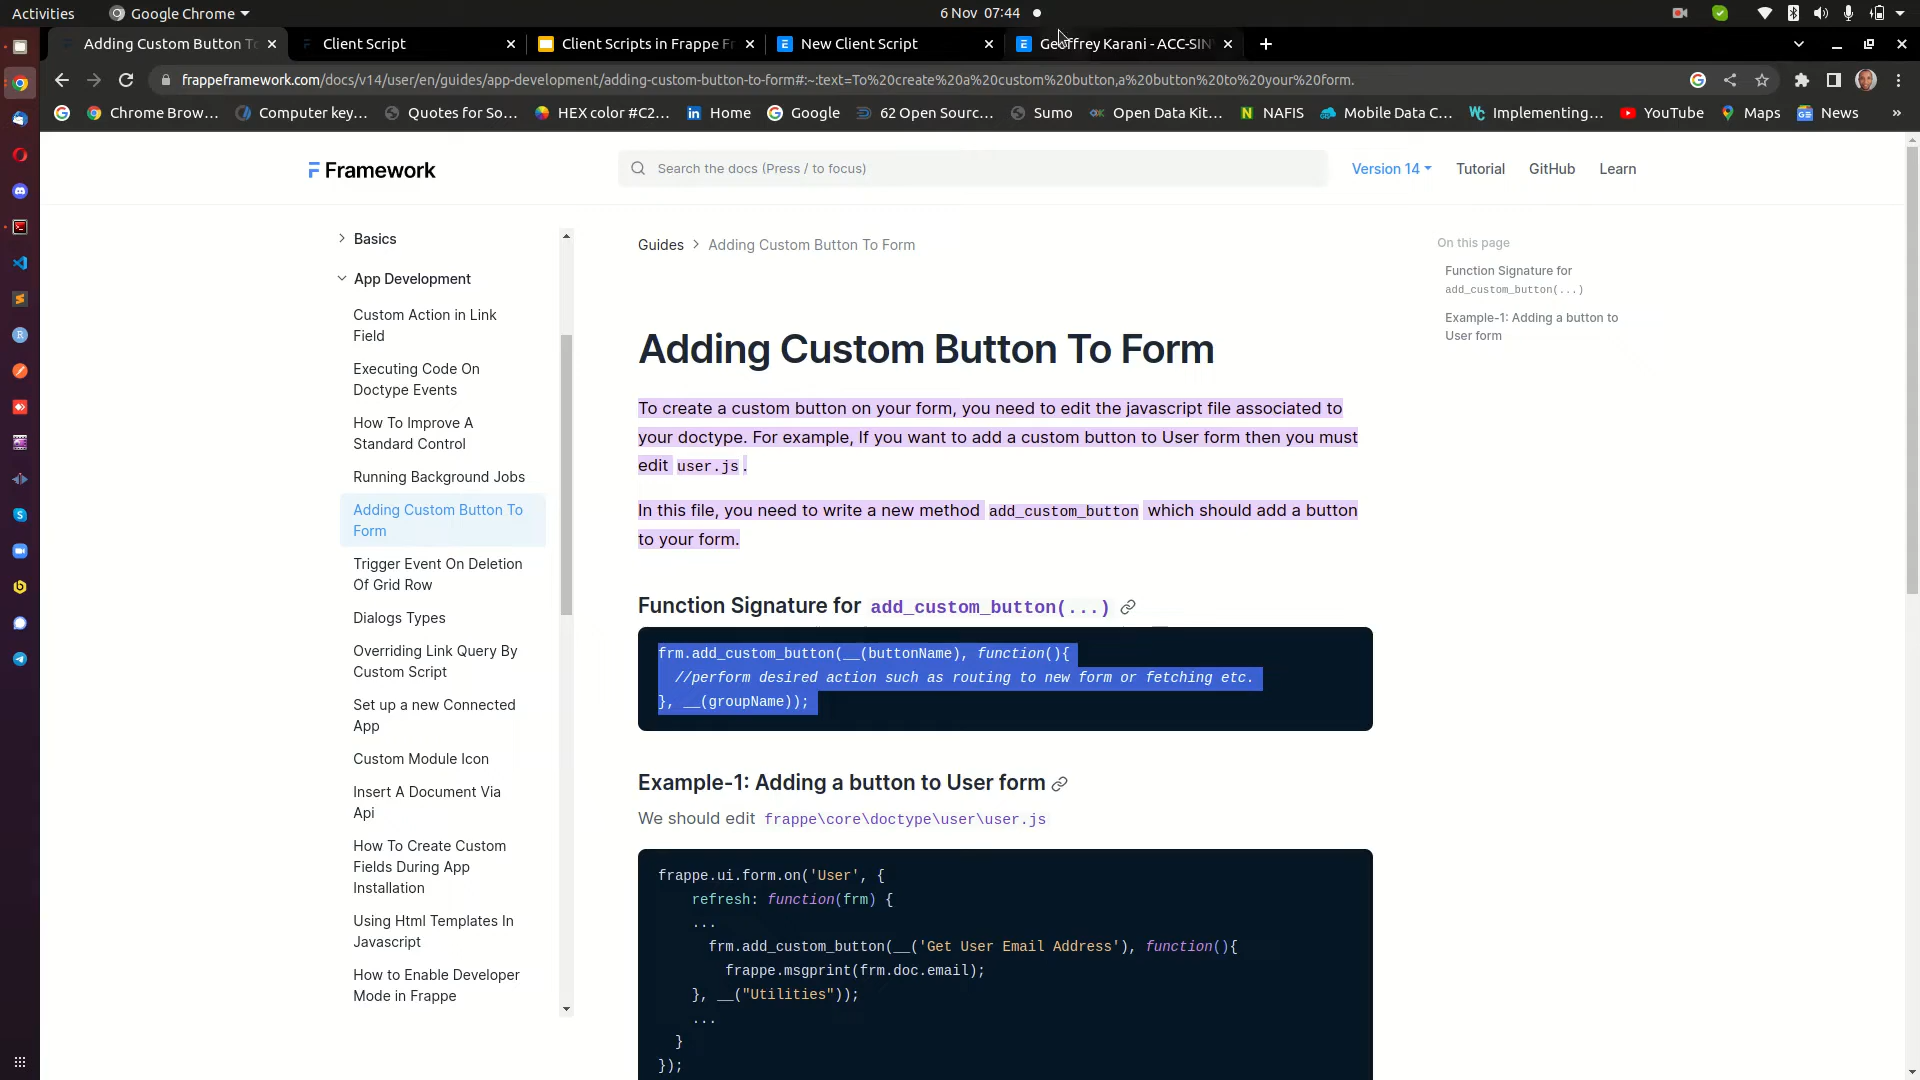 Activities
Google Chrome
6 Nov 07:44
Adding Custom Button To
Client Script
Client Scripts in Frappe Fr
New Client Script
Geoffrey Karani - ACC-SIN
frappeframework.com/docs/v14/user/en/guides/app-development/adding-custom-button-to-form#:~:text=To%20create%20a%20custom%20button,a%20button%20to%20your%20form.
Chrome Brow...
Computer key...
Quotes for So...
HEX color #C2...
Home
Google
62 Open Sourc...
Sumo
Open Data Kit...
NAFIS
Mobile Data C...
Implementing...
YouTube
Maps
News
»
Framework
Search the docs (Press / to focus)
Version 14
Tutorial
GitHub
Learn
Basics
App Development
Custom Action in Link
Field
Executing Code On
Doctype Events
How To Improve A
Standard Control
Running Background Jobs
Adding Custom Button To
Form
Trigger Event On Deletion
Of Grid Row
Dialogs Types
Overriding Link Query By
Custom Script
Set up a new Connected
App
Custom Module Icon
Insert A Document Via
Api
How To Create Custom
Fields During App
Installation
Using Html Templates In
Javascript
How to Enable Developer
Mode in Frappe
Guides > Adding Custom Button To Form
Adding Custom Button To Form
To create a custom button on your form, you need to edit the javascript file associated to
your doctype. For example, If you want to add a custom button to User form then you must
edit user.js .
In this file, you need to write a new method add_custom_button which should add a button
to your form.
Function Signature for add_custom_button(...)
frm.add_custom_button(__(buttonName), function(){
//perform desired action such as routing to new form or fetching etc.
}, __(groupName));
Example-1: Adding a button to User form
We should edit frappe\core\doctype\user\user.js
frappe.ui.form.on('User', {
refresh: function(frm) {
...
frm.add_custom_button(__('Get User Email Address'), function(){
frappe.msgprint(frm.doc.email);
}, __("Utilities"));
...
}
});
On this page
Function Signature for
add_custom_button(...)
Example-1: Adding a button to
User form